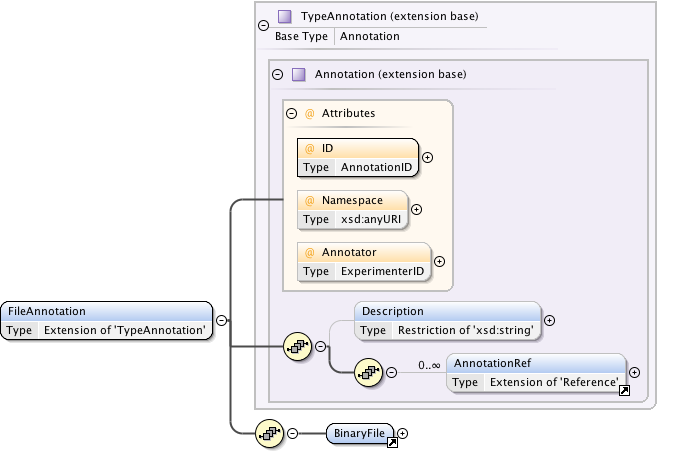 TypeAnnotation (extension base)
Base Type Annotation
Annotation (extension base)
@ Attributes
@ ID
Type AnnotationID
@ Namespace
Type xsd:anyURI
@ Annotator
Type ExperimenterID
FileAnnotation
Type Extension of 'TypeAnnotation'
Description
Type Restriction of 'xsd:string'
0..∞
AnnotationRef
Type Extension of 'Reference'
BinaryFile